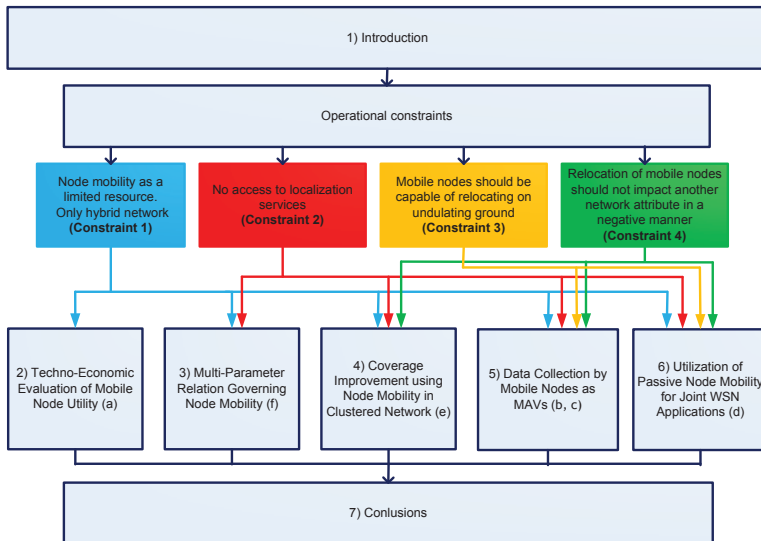 1) Introduction
Operational constraints
Node mobility as a
limited resource.
Only hybrid network
(Constraint 1)
No access to localization
services
(Constraint 2)
Mobile nodes should be
capable of relocating on
undulating ground
(Constraint 3)
Relocation of mobile nodes
should not impact another
network attribute in a
negative manner
(Constraint 4)
2) Techno-Economic
Evaluation of Mobile
Node Utility (a)
3) Multi-Parameter
Relation Governing
Node Mobility (f)
4) Coverage
Improvement using
Node Mobility in
Clustered Network (e)
5) Data Collection by
Mobile Nodes as
MAVs (b, c)
6) Utilization of
Passive Node Mobility
for Joint WSN
Applications (d)
7) Conlusions